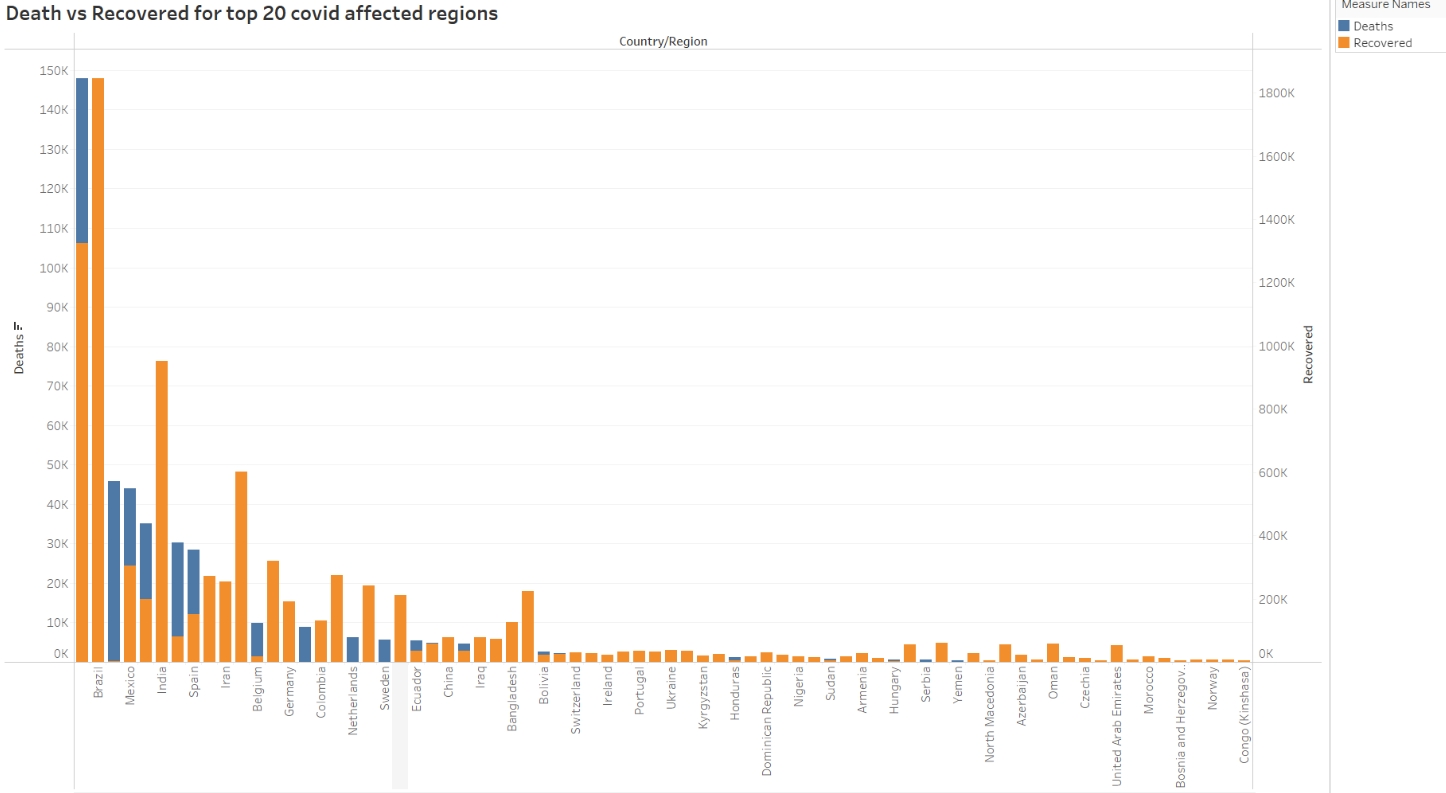 Death vs Recovered for top 20 covid affected regions
Measure Names
Deaths
Recovered
Country/Region
150K
140K
130K
120K
110K
100K
90K
80K
70K
60K
50K
40K
30K
20K
10K
0K
Deaths
1800K
1600K
1400K
1200K
1000K
800K
600K
400K
200K
0K
Recovered
Brazil
Mexico
India
Spain
Iran
Belgium
Germany
Colombia
Netherlands
Sweden
Ecuador
China
Iraq
Bangladesh
Bolivia
Switzerland
Ireland
Portugal
Ukraine
Kyrgyzstan
Honduras
Dominican Republic
Nigeria
Sudan
Armenia
Hungary
Serbia
Yemen
North Macedonia
Azerbaijan
Oman
Czechia
United Arab Emirates
Morocco
Bosnia and Herzegov..
Norway
Congo (Kinshasa)